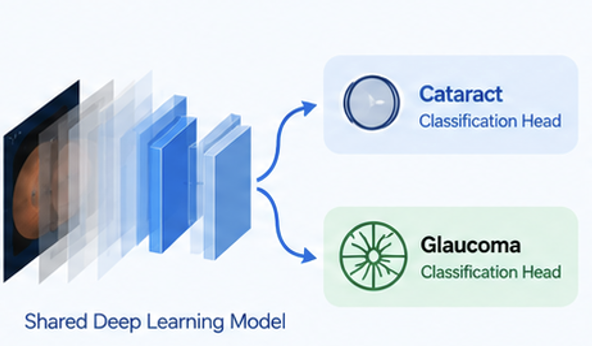 Cataract
Classification Head
Glaucoma
Classification Head
Shared Deep Learning Model